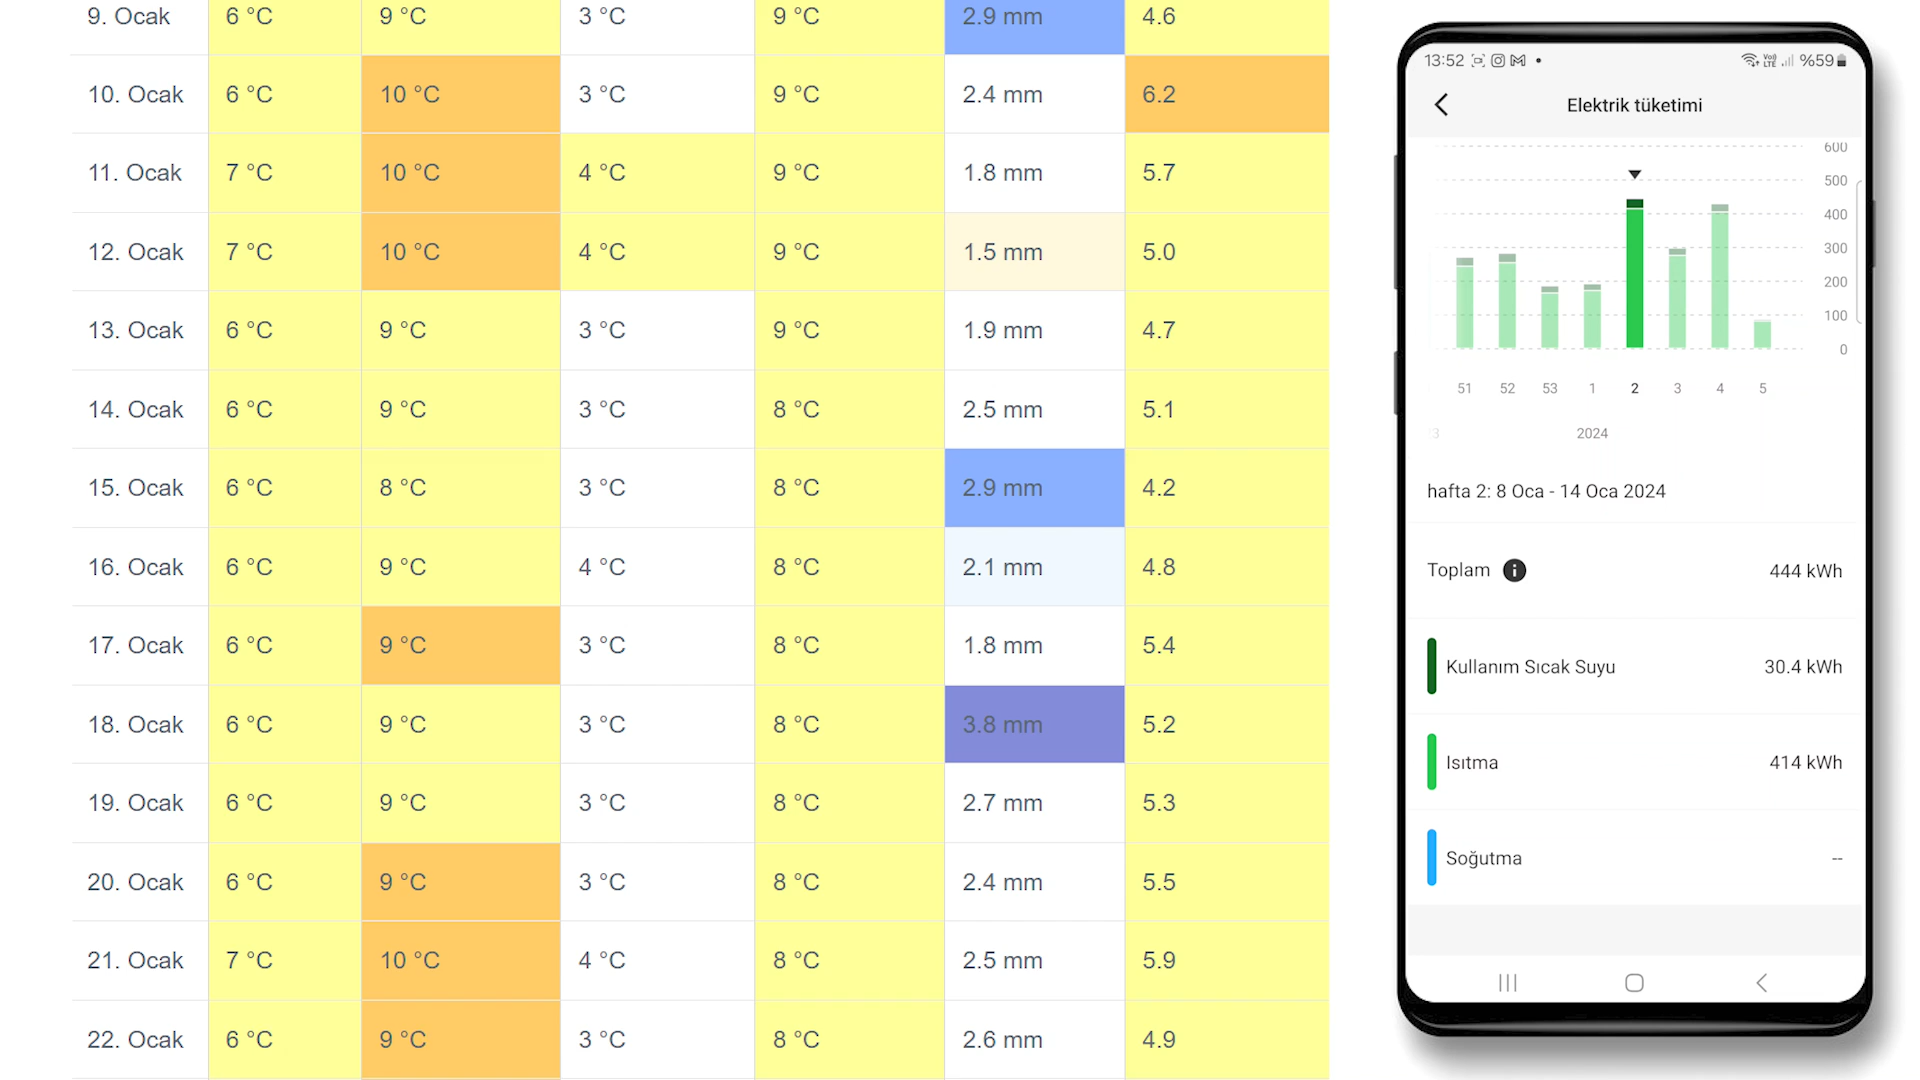 9. Ocak 6 °C 9 °C 3 °C 9 °C 2.9 mm 4.6
10. Ocak 6 °C 10 °C 3 °C 9 °C 2.4 mm 6.2
11. Ocak 7 °C 10 °C 4 °C 9 °C 1.8 mm 5.7
12. Ocak 7 °C 10 °C 4 °C 9 °C 1.5 mm 5.0
13. Ocak 6 °C 9 °C 3 °C 9 °C 1.9 mm 4.7
14. Ocak 6 °C 9 °C 3 °C 8 °C 2.5 mm 5.1
15. Ocak 6 °C 8 °C 3 °C 8 °C 2.9 mm 4.2
16. Ocak 6 °C 9 °C 4 °C 8 °C 2.1 mm 4.8
17. Ocak 6 °C 9 °C 3 °C 8 °C 1.8 mm 5.4
18. Ocak 6 °C 9 °C 3 °C 8 °C 3.8 mm 5.2
19. Ocak 6 °C 9 °C 3 °C 8 °C 2.7 mm 5.3
20. Ocak 6 °C 9 °C 3 °C 8 °C 2.4 mm 5.5
21. Ocak 7 °C 10 °C 4 °C 8 °C 2.5 mm 5.9
22. Ocak 6 °C 9 °C 3 °C 8 °C 2.6 mm 4.9
13:52 Vo) LTE %59
Elektrik tüketimi
600
500
400
300
200
100
0
51 52 53 1 2 3 4 5
3 2024
hafta 2: 8 Oca - 14 Oca 2024
Toplam 444 kWh
Kullanım Sıcak Suyu 30.4 kWh
Isıtma 414 kWh
Soğutma --